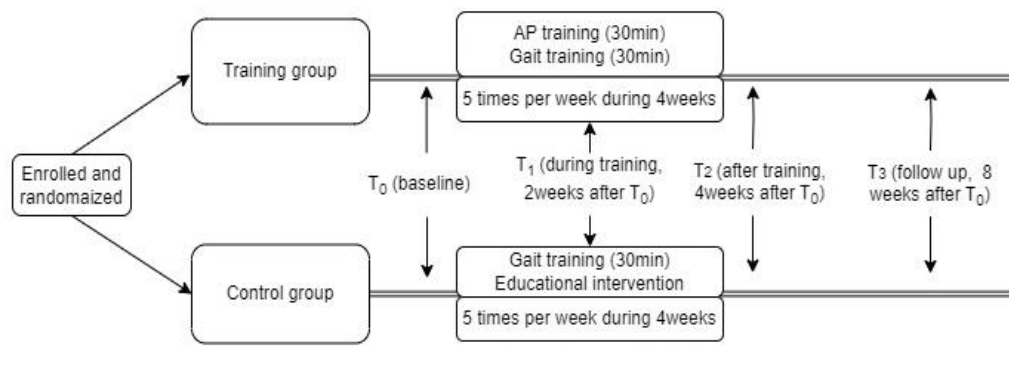 AP training (30min)
Gait training (30min)
Training group
5 times per week during 4weeks
Enrolled and
randomaized
T₀ (baseline)
T₁ (during training,
2weeks after T₀)
T₂ (after training,
4weeks after T₀)
T₃ (follow up, 8
weeks after T₀)
Control group
Gait training (30min)
Educational intervention
5 times per week during 4weeks